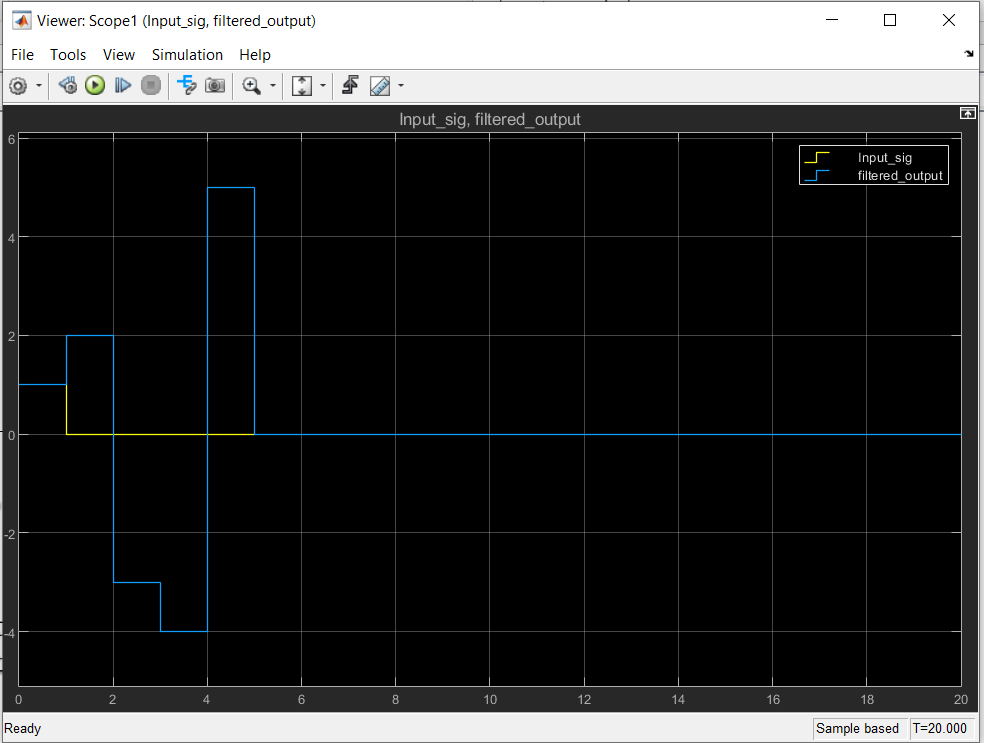 Viewer: Scope1 (Input_sig, filtered_output)
File Tools View Simulation Help
Input_sig, filtered_output
Input_sig
filtered_output
6
4
2
0
-2
-4
0 2 4 6 8 10 12 14 16 18 20
Ready Sample based T=20.000